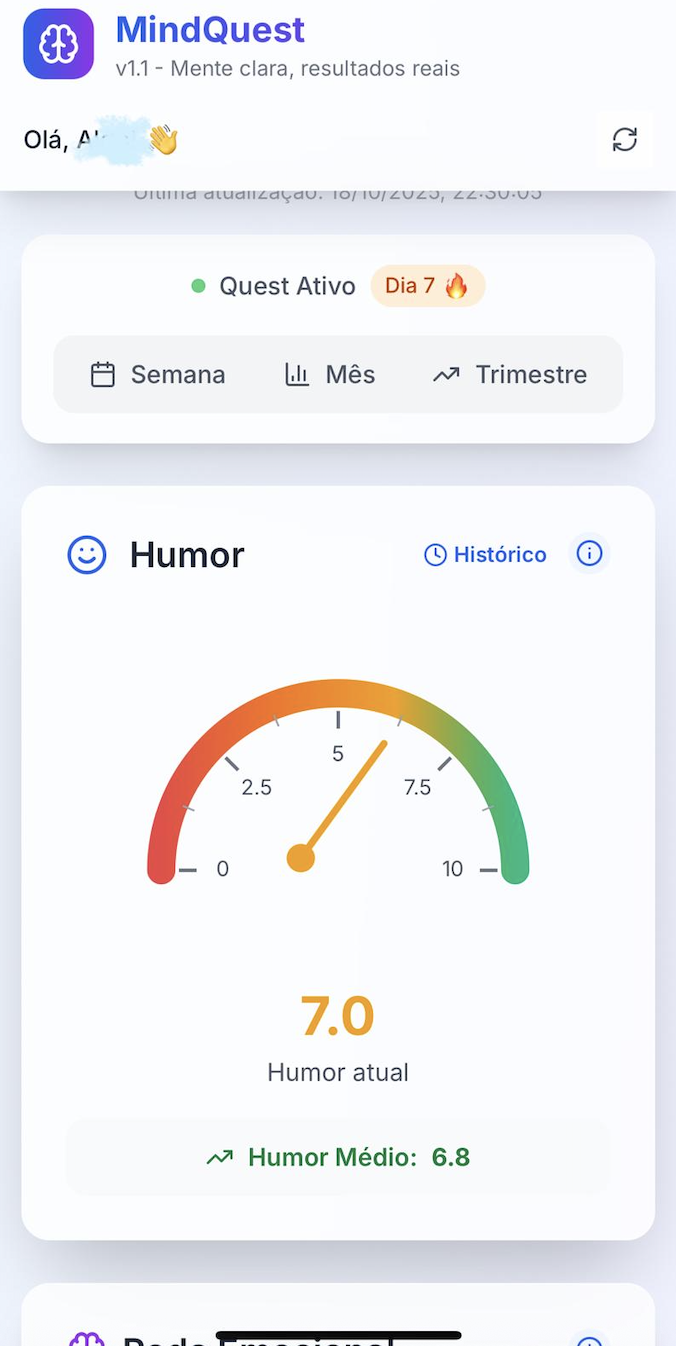 MindQuest
v1.1 - Mente clara, resultados reais
Olá,
Última atualização: 18/10/2025, 22:30:05
Quest Ativo Dia 7 🔥
Semana Mês Trimestre
Humor Histórico
5
2.5 7.5
0 10
7.0
Humor atual
Humor Médio: 6.8
Roda Emocional